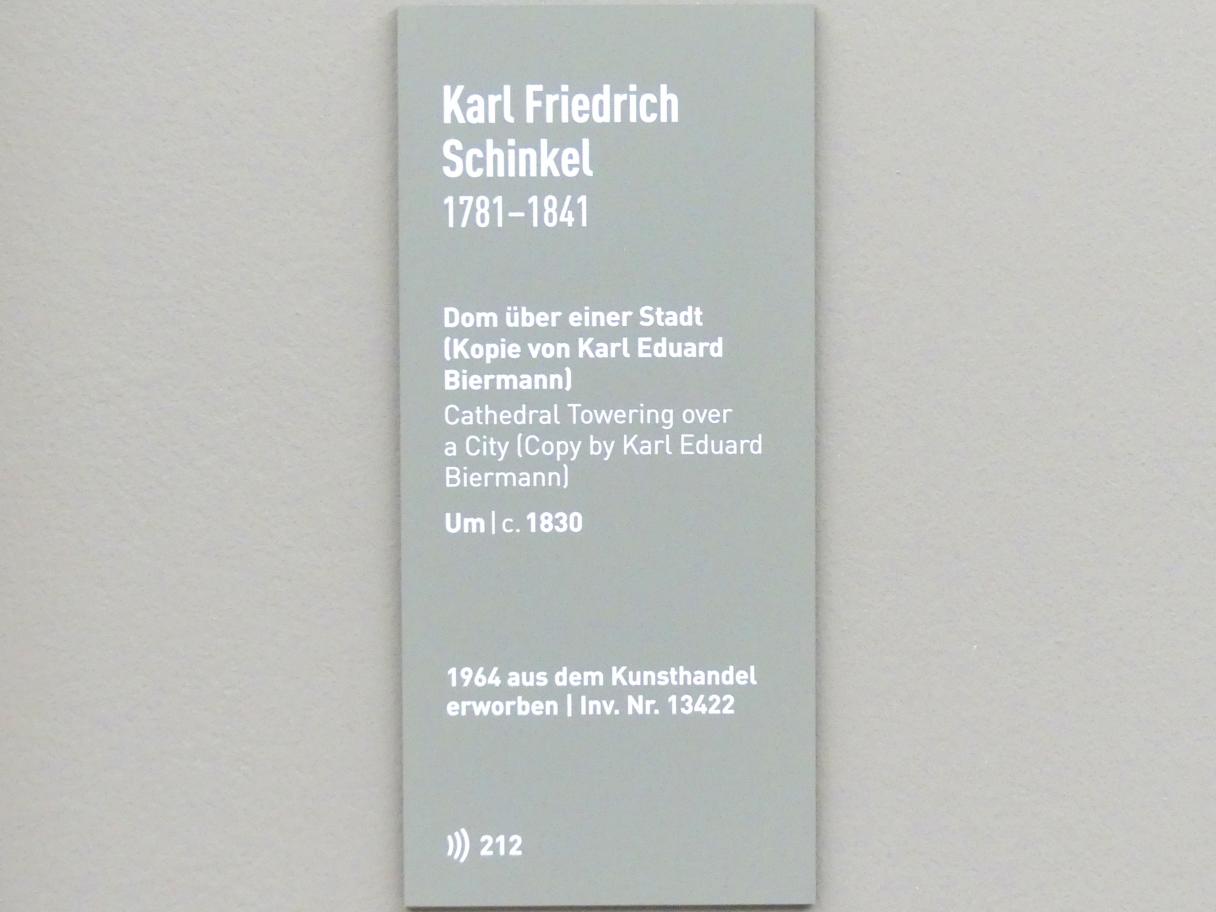 Karl Friedrich
Schinkel
1781–1841
Dom über einer Stadt
(Kopie von Karl Eduard
Biermann)
Cathedral Towering over
a City (Copy by Karl Eduard
Biermann)
Um | c. 1830
1964 aus dem Kunsthandel
erworben | Inv. Nr. 13422
212